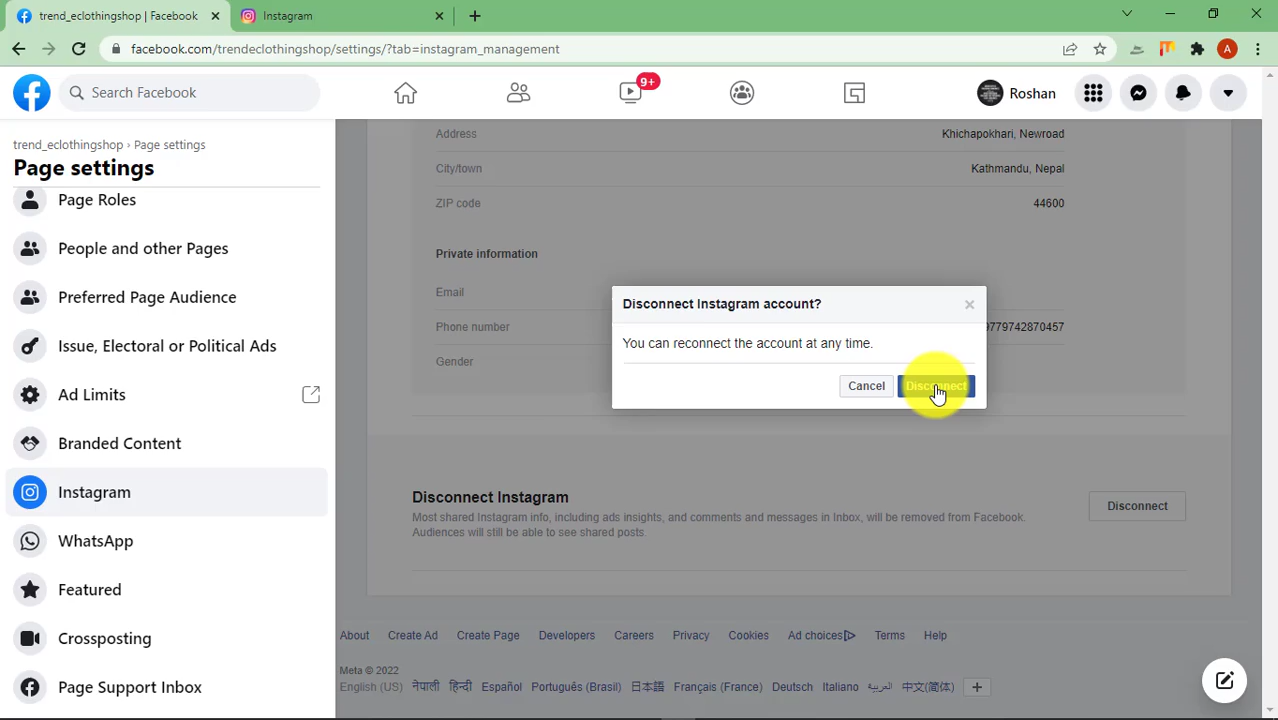 trend_eclothingshop | Facebook
Instagram
facebook.com/trendeclothingshop/settings/?tab=instagram_management
Search Facebook
9+
Roshan
A
trend_eclothingshop › Page settings
Page settings
Page Roles
People and other Pages
Preferred Page Audience
Issue, Electoral or Political Ads
Ad Limits
Branded Content
Instagram
WhatsApp
Featured
Crossposting
Page Support Inbox
Address
Khichapokhari, Newroad
City/town
Kathmandu, Nepal
ZIP code
44600
Private information
Email
Phone number
9779742870457
Gender
Disconnect Instagram account?
You can reconnect the account at any time.
Cancel
Disconnect
Disconnect Instagram
Most shared Instagram info, including ads insights, and comments and messages in Inbox, will be removed from Facebook.
Audiences will still be able to see shared posts.
Disconnect
About Create Ad Create Page Developers Careers Privacy Cookies Ad choices Terms Help
Meta © 2022
English (US) नेपाली हिन्दी Español Português (Brasil) 日本語 Français (France) Deutsch Italiano العربية 中文(简体)